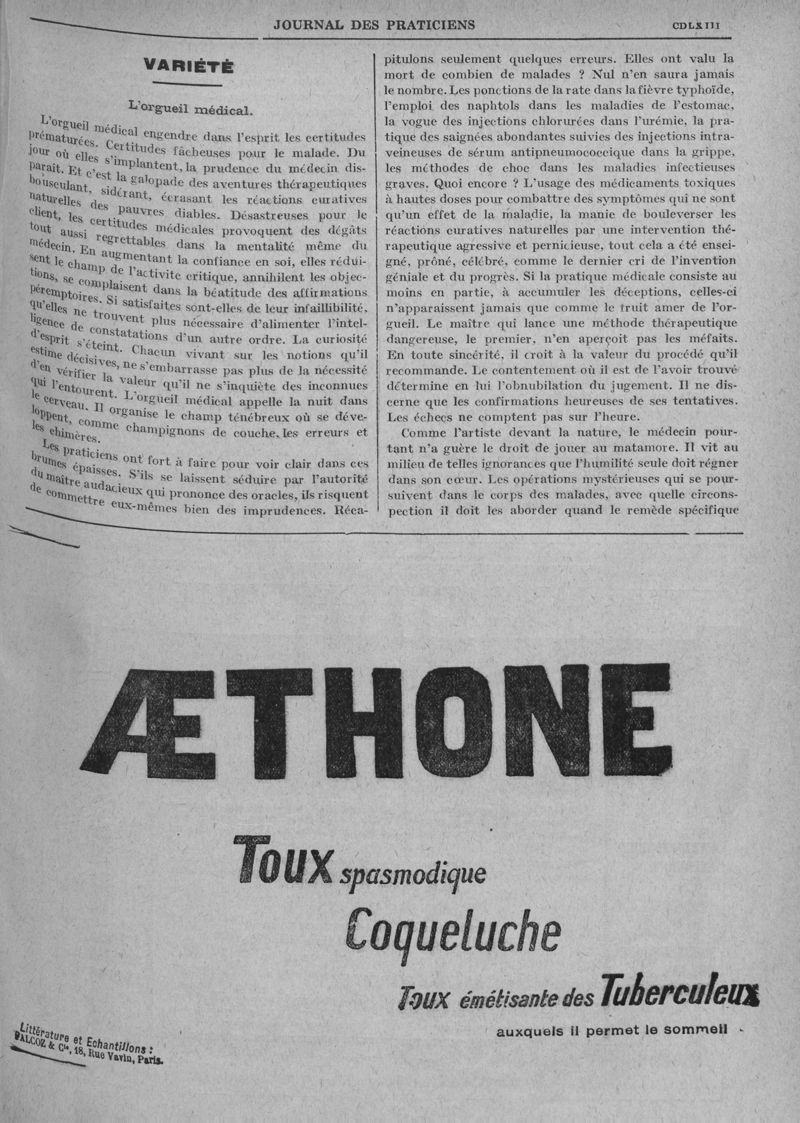 JOURNAL DES PRATICIENS
CDLXIII
VARIÉTÉ
L'orgueil médical.
L'orgueil médical engendre dans l'esprit les certitudes
prématurées. Certitudes fâcheuses pour le malade. Du
jour où elles s'implantent, la prudence du médecin dis-
paraît. Et c'est la galopade des aventures thérapeutiques
bousculant, sidérant, écrasant les réactions curatives
naturelles des pauvres diables. Désastreuses pour le
client, les certitudes médicales provoquent des dégâts
tout aussi regrettables dans la mentalité même du
médecin. En augmentant la confiance en soi, elles rédui-
sent le champ de l'activite critique, annihilent les objec-
tions, se complaisent dans la béatitude des affirmations
péremptoires. Si satisfaites sont-elles de leur infaillibilité,
qu'elles ne trouvent plus nécessaire d'alimenter l'intel-
ligence de constatations d'un autre ordre. La curiosité
d'esprit s'éteint. Chacun vivant sur les notions qu'il
estime décisives, ne s'embarrasse pas plus de la nécessité
d'en vérifier la valeur qu'il ne s'inquiète des inconnues
qui l'entourent. L'orgueil médical appelle la nuit dans
le cerveau. Il organise le champ ténébreux où se déve-
loppent, comme champignons de couche, les erreurs et
les chimères.
Les praticiens ont fort à faire pour voir clair dans ces
brumes épaisses. S'ils se laissent séduire par l'autorité
du maître audacieux qui prononce des oracles, ils risquent
de commettre eux-mêmes bien des imprudences. Réca-
pitulons seulement quelques erreurs. Elles ont valu la
mort de combien de malades ? Nul n'en saura jamais
le nombre. Les ponctions de la rate dans la fièvre typhoïde,
l'emploi des naphtols dans les maladies de l'estomac,
la vogue des injections chlorurées dans l'urémie, la pra-
tique des saignées abondantes suivies des injections intra-
veineuses de sérum antipneumococcique dans la grippe,
les méthodes de choc dans les maladies infectieuses
graves. Quoi encore ? L'usage des médicaments toxiques
à hautes doses pour combattre des symptômes qui ne sont
qu'un effet de la maladie, la manie de bouleverser les
réactions curatives naturelles par une intervention thé-
rapeutique agressive et pernicieuse, tout cela a été ensei-
gné, prôné, célébré, comme le dernier cri de l'invention
géniale et du progrès. Si la pratique médicale consiste au
moins en partie, à accumuler les déceptions, celles-ci
n'apparaissent jamais que comme le fruit amer de l'or-
gueil. Le maître qui lance une méthode thérapeutique
dangereuse, le premier, n'en aperçoit pas les méfaits.
En toute sincérité, il croit à la valeur du procédé qu'il
recommande. Le contentement où il est de l'avoir trouvé
détermine en lui l'obnubilation du jugement. Il ne dis-
cerne que les confirmations heureuses de ses tentatives.
Les échecs ne comptent pas sur l'heure.
Comme l'artiste devant la nature, le médecin pour-
tant n'a guère le droit de jouer au matamore. Il vit au
milieu de telles ignorances que l'humilité seule doit régner
dans son cœur. Les opérations mystérieuses qui se pour-
suivent dans le corps des malades, avec quelle circons-
pection il doit les aborder quand le remède spécifique
ÆTHONE
Toux spasmodique
Coqueluche
Toux émétisante des Tuberculeux
auxquels il permet le sommeil
Littérature et Echantillons :
FALCOZ & Cie, 18, Rue Vavin, Paris.